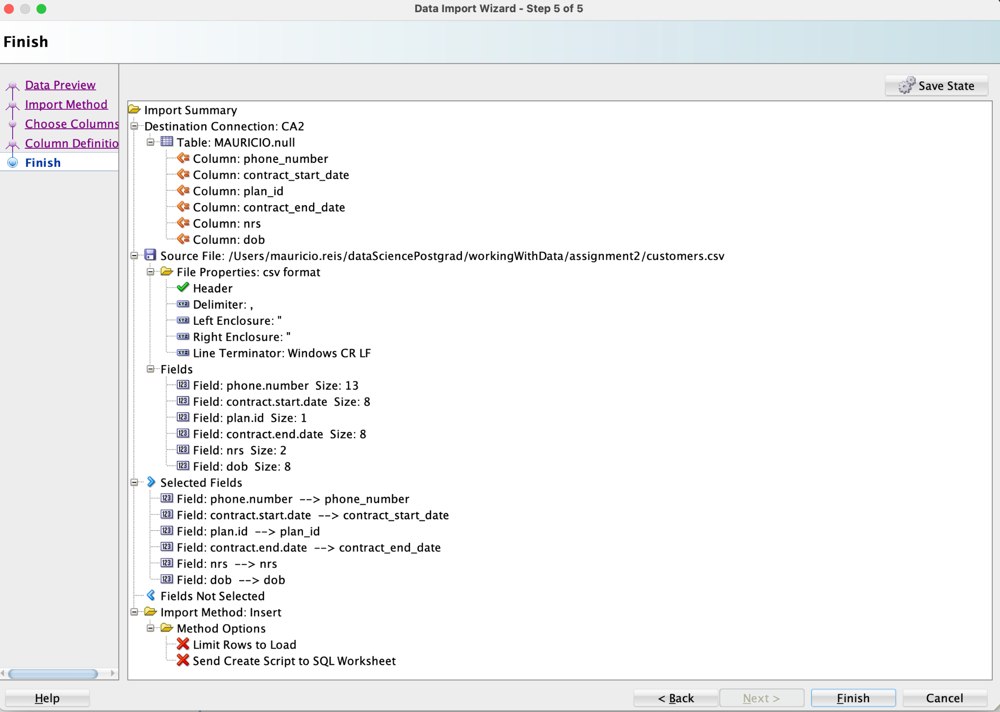 Data Import Wizard - Step 5 of 5
Finish
Data Preview
Import Method
Choose Columns
Column Definitio
Finish
Save State
Import Summary
Destination Connection: CA2
Table: MAURICIO.null
Column: phone_number
Column: contract_start_date
Column: plan_id
Column: contract_end_date
Column: nrs
Column: dob
Source File: /Users/mauricio.reis/dataSciencePostgrad/workingWithData/assignment2/customers.csv
File Properties: csv format
Header
Delimiter: ,
Left Enclosure: "
Right Enclosure: "
Line Terminator: Windows CR LF
Fields
Field: phone.number Size: 13
Field: contract.start.date Size: 8
Field: plan.id Size: 1
Field: contract.end.date Size: 8
Field: nrs Size: 2
Field: dob Size: 8
Selected Fields
Field: phone.number --> phone_number
Field: contract.start.date --> contract_start_date
Field: plan.id --> plan_id
Field: contract.end.date --> contract_end_date
Field: nrs --> nrs
Field: dob --> dob
Fields Not Selected
Import Method: Insert
Method Options
Limit Rows to Load
Send Create Script to SQL Worksheet
Help
< Back
Next >
Finish
Cancel